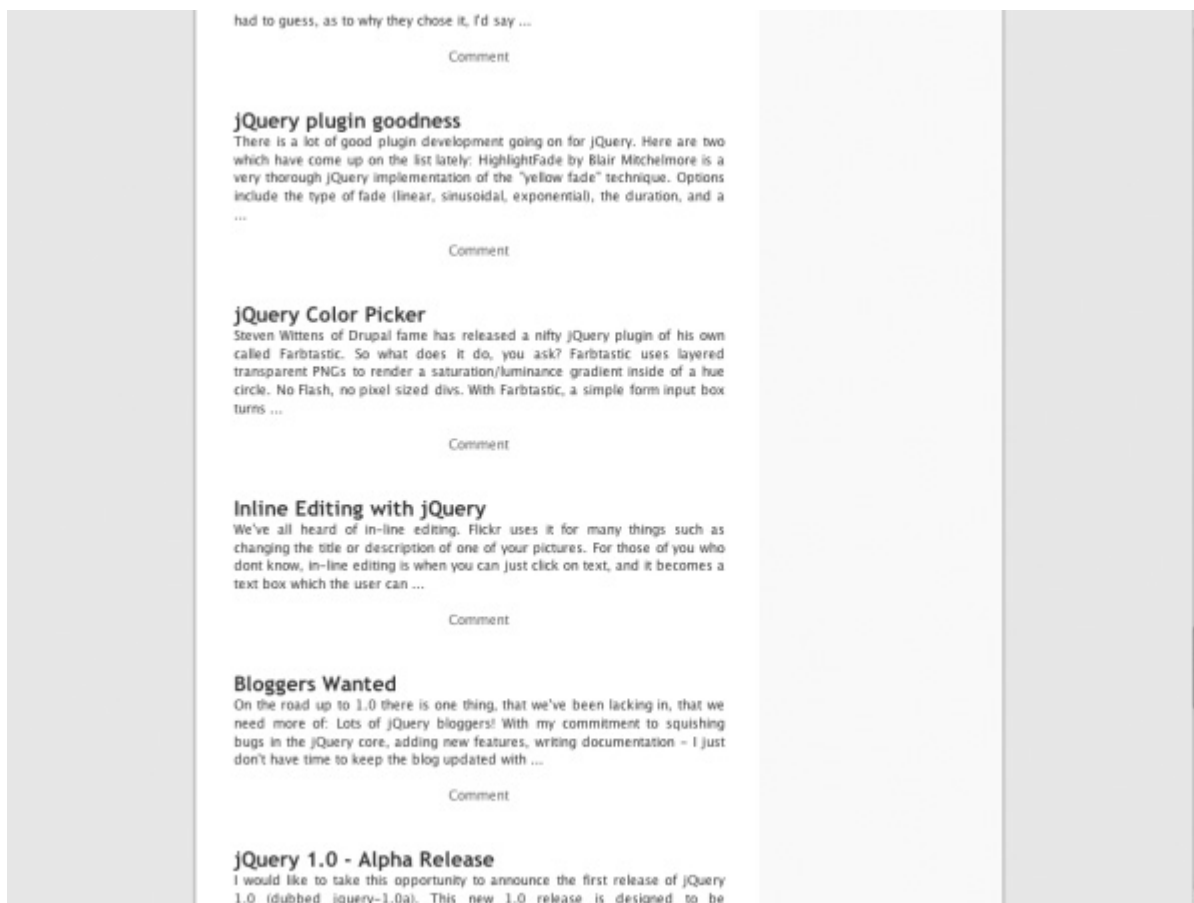 had to guess, as to why they chose it, I'd say ...
Comment
jQuery plugin goodness
There is a lot of good plugin development going on for jQuery. Here are two
which have come up on the list lately: HighlightFade by Blair Mitchelmore is a
very thorough jQuery implementation of the "yellow fade" technique. Options
include the type of fade (linear, sinusoidal, exponential), the duration, and a
...
Comment
jQuery Color Picker
Steven Wittens of Drupal fame has released a nifty jQuery plugin of his own
called Farbtastic. So what does it do, you ask? Farbtastic uses layered
transparent PNGs to render a saturation/luminance gradient inside of a hue
circle. No Flash, no pixel sized divs. With Farbtastic, a simple form input box
turns ...
Comment
Inline Editing with jQuery
We've all heard of in-line editing. Flickr uses it for many things such as
changing the title or description of one of your pictures. For those of you who
dont know, in-line editing is when you can just click on text, and it becomes a
text box which the user can ...
Comment
Bloggers Wanted
On the road up to 1.0 there is one thing, that we've been lacking in, that we
need more of: Lots of jQuery bloggers! With my commitment to squishing
bugs in the jQuery core, adding new features, writing documentation - I just
don't have time to keep the blog updated with ...
Comment
jQuery 1.0 - Alpha Release
I would like to take this opportunity to announce the first release of jQuery
1.0 (dubbed jquery-1.0a). This new 1.0 release is designed to be